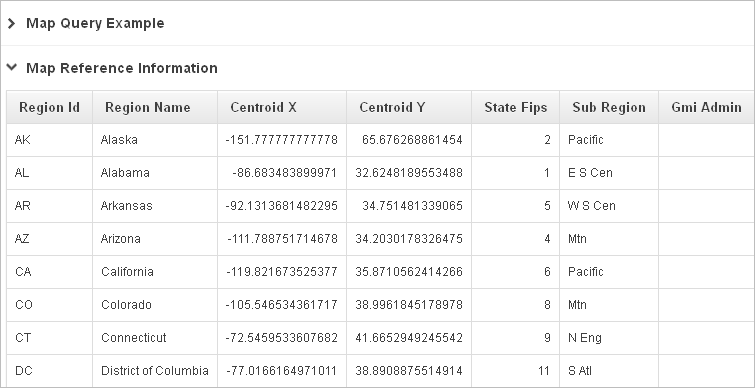 Map Query Example
Map Reference Information
Region Id Region Name Centroid X Centroid Y State Fips Sub Region Gmi Admin
AK Alaska -151.777777777778 65.676268861454 2 Pacific
AL Alabama -86.683483899971 32.6248189553488 1 E S Cen
AR Arkansas -92.1313681482295 34.751481339065 5 W S Cen
AZ Arizona -111.788751714678 34.2030178326475 4 Mtn
CA California -119.821673525377 35.8710562414266 6 Pacific
CO Colorado -105.546534361717 38.9961845178978 8 Mtn
CT Connecticut -72.5459533607682 41.6652949245542 9 N Eng
DC District of Columbia -77.0166164971011 38.8908875514914 11 S Atl